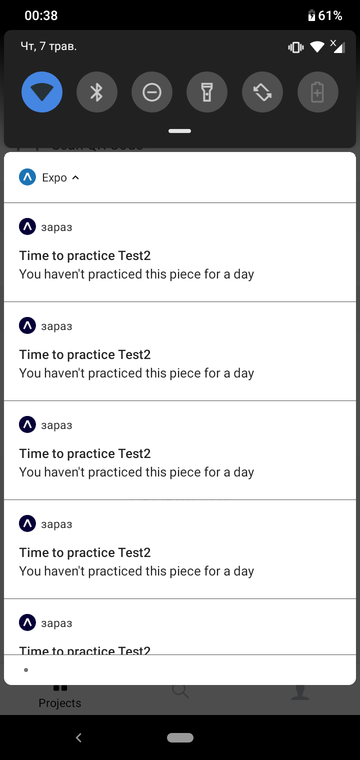 00:38
61%
Чт, 7 трав.
Expo
зараз
Time to practice Test2
You haven't practiced this piece for a day
зараз
Time to practice Test2
You haven't practiced this piece for a day
зараз
Time to practice Test2
You haven't practiced this piece for a day
зараз
Time to practice Test2
You haven't practiced this piece for a day
зараз
Time to practice Test2
Projects